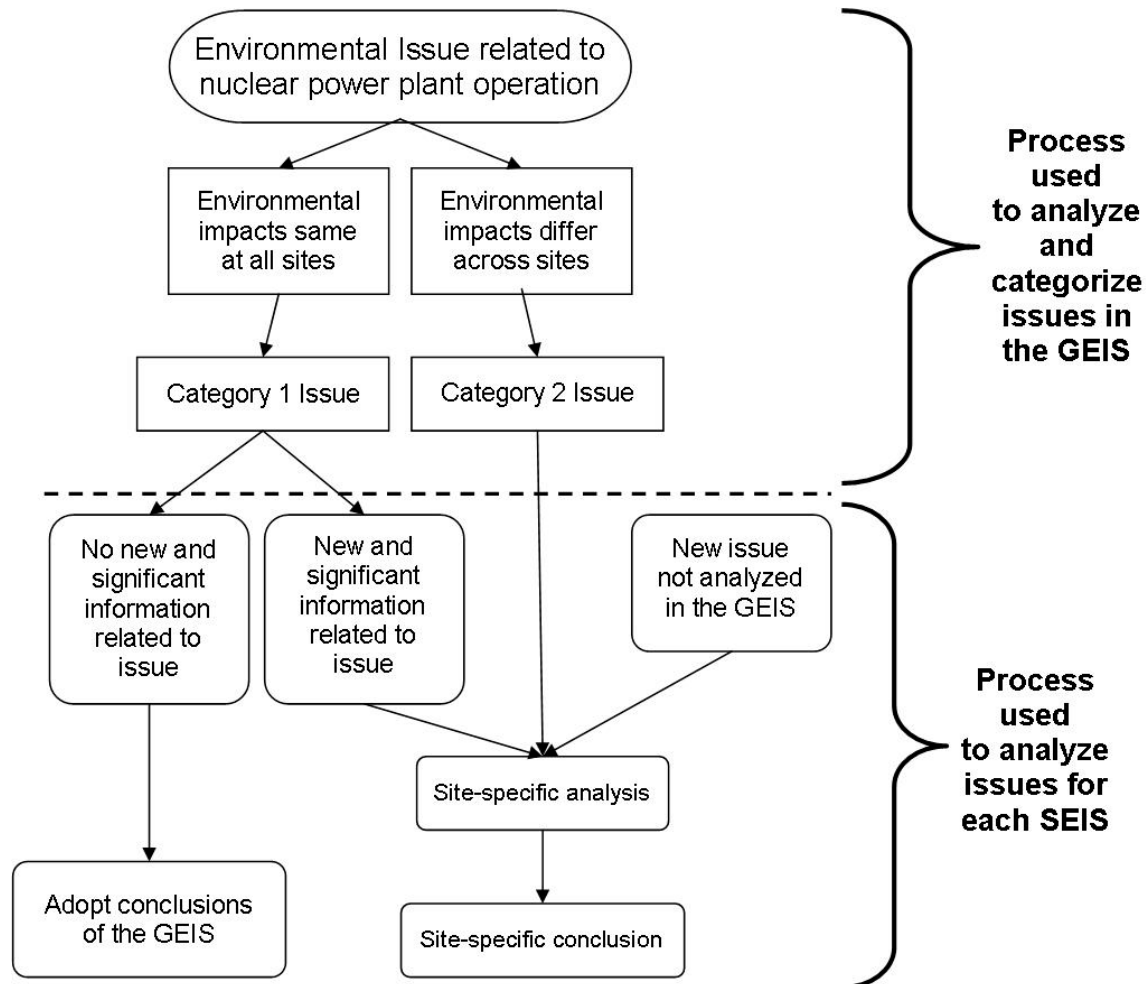 Environmental Issue related to
nuclear power plant operation
Environmental
impacts same
at all sites
Environmental
impacts differ
across sites
Category 1 Issue
Category 2 Issue
Process
used
to analyze
and
categorize
issues in
the GEIS
No new and
significant
information
related to
issue
New and
significant
information
related to
issue
New issue
not analyzed
in the GEIS
Site-specific analysis
Adopt conclusions
of the GEIS
Site-specific conclusion
Process
used
to analyze
issues for
each SEIS